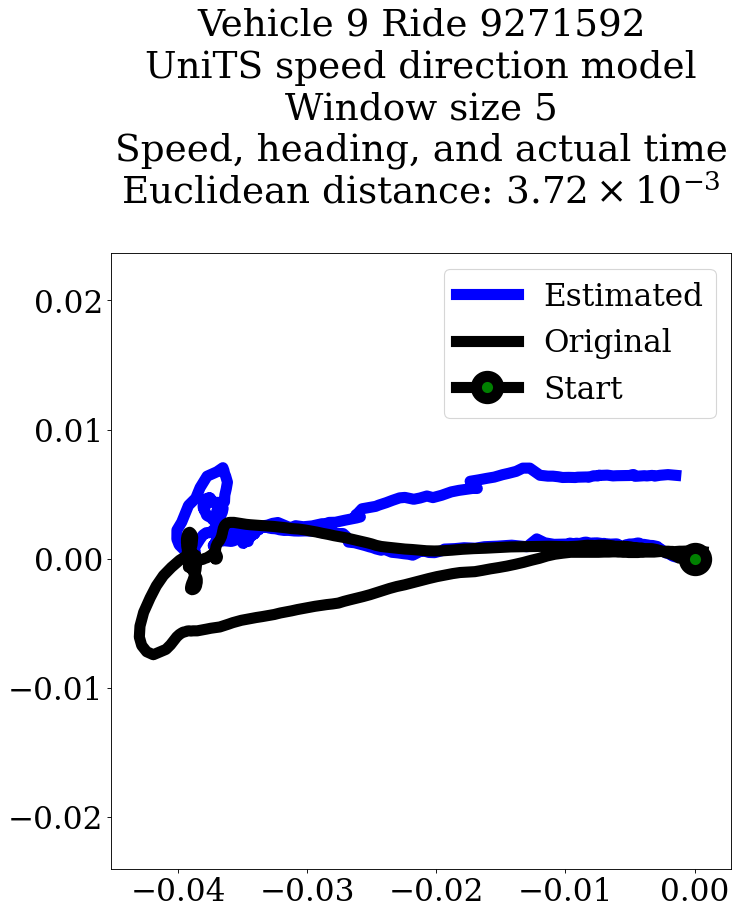 Vehicle 9 Ride 9271592
UniTS speed direction model
Window size 5
Speed, heading, and actual time
Euclidean distance: 3.72 × 10⁻³
Estimated
Original
Start
0.02
0.01
0.00
−0.01
−0.02
−0.04
−0.03
−0.02
−0.01
0.00